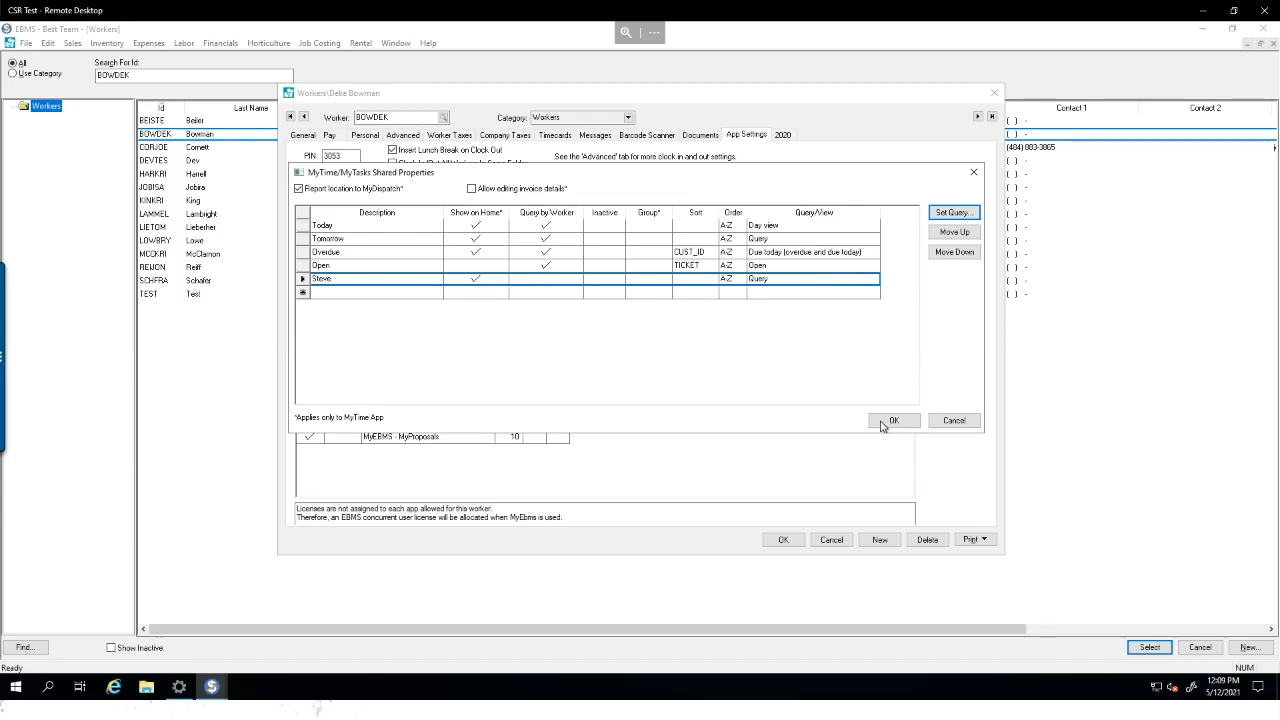 CSR Test - Remote Desktop
EBMS - Best Team - [Workers]
File Edit Sales Inventory Expenses Labor Financials Horticulture Job Costing Rental Window Help
All
Use Category
Search For Id:
BOWDEK
Workers
Id Last Name Contact 1 Contact 2
BEISTE Beiler ( ) -
BOWDEK Bowman ( ) -
CORJOE Cornett (484) 883-3865
DEVTES Dev ( ) -
HARKRI Harrell ( ) -
JOBISA Jobira ( ) -
KINKRI King ( ) -
LAMMEL Lambright ( ) -
LIETOM Lieberher ( ) -
LOWBRY Lowe ( ) -
MCCKRI McClarnon ( ) -
REIJON Reiff ( ) -
SCHFRA Schafer ( ) -
TEST Test ( ) -
Workers\Deke Bowman
Worker: BOWDEK Category: Workers
General Pay Personal Advanced Worker Taxes Company Taxes Timecards Messages Barcode Scanner Documents App Settings 2020
PIN: 3053 Insert Lunch Break on Clock Out See the 'Advanced' tab for more clock in and out settings.
MyTime/MyTasks Shared Properties
Report location to MyDispatch* Allow editing invoice details*
Description Show on Home* Query by Worker Inactive Group* Sort Order Query/View
Today A-Z Day view
Tomorrow A-Z Query
Overdue CUST_ID A-Z Due today (overdue and due today)
Open TICKET A-Z Open
Steve A-Z Query
Set Query...
Move Up
Move Down
*Applies only to MyTime App
OK Cancel
MyEBMS - MyProposals 10
Licenses are not assigned to each app allowed for this worker.
Therefore, an EBMS concurrent user license will be allocated when MyEbms is used.
OK Cancel New Delete Print
Find... Show Inactive Select Cancel New...
Ready NUM
12:09 PM
5/12/2021